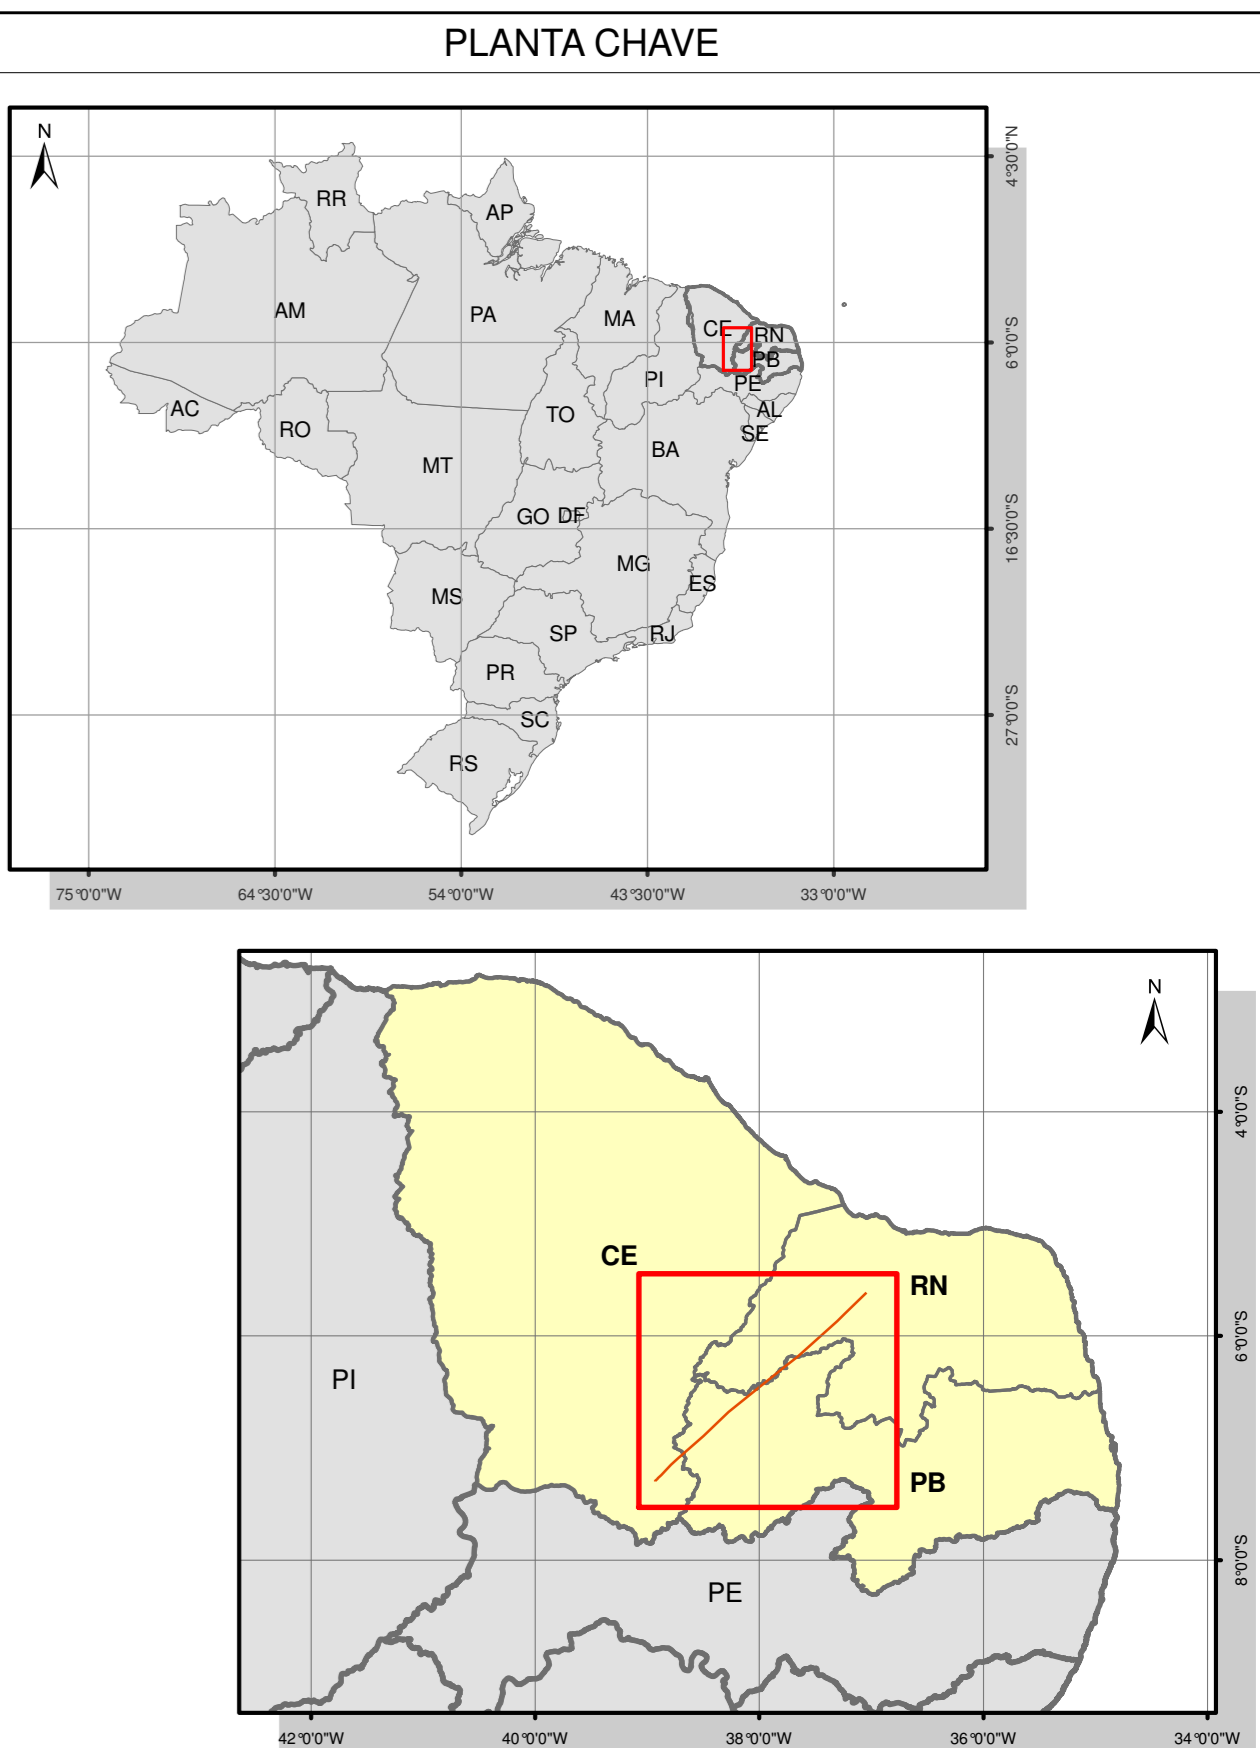 PLANTA CHAVE
N
4°30'0"N
RR
AP
AM
PA
MA
CE
RN
6°0'0"S
PB
PI
PE
AC
TO
AL
RO
SE
BA
MT
GO
DF
16°30'0"S
MG
ES
MS
SP
RJ
PR
SC
27°0'0"S
RS
75°0'0"W
64°30'0"W
54°0'0"W
43°30'0"W
33°0'0"W
N
4°0'0"S
CE
RN
6°0'0"S
PI
PB
8°0'0"S
PE
42°0'0"W
40°0'0"W
38°0'0"W
36°0'0"W
34°0'0"W